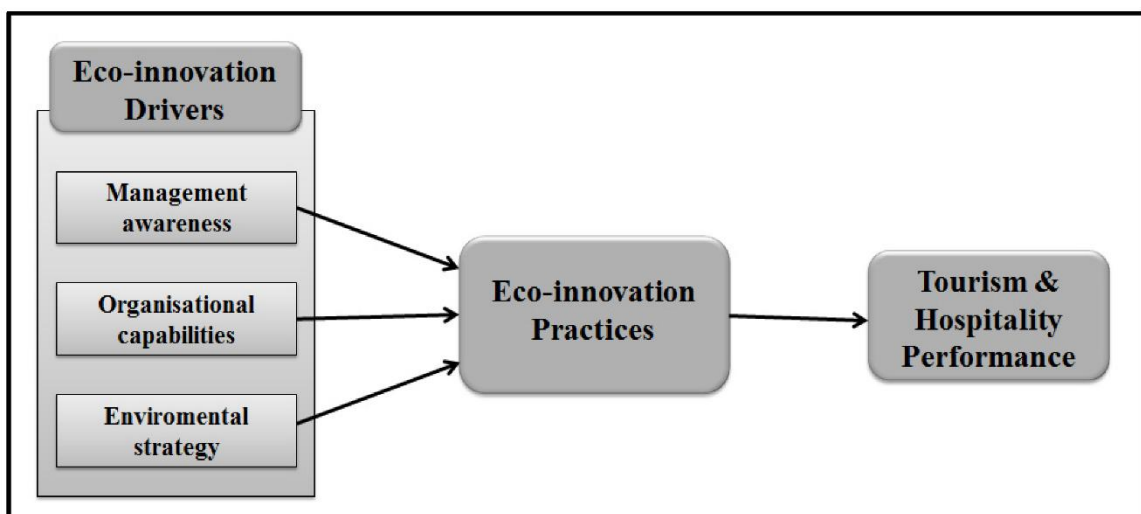 Eco-innovation
Drivers
Management
awareness
Organisational
capabilities
Enviromental
strategy
Eco-innovation
Practices
Tourism &
Hospitality
Performance